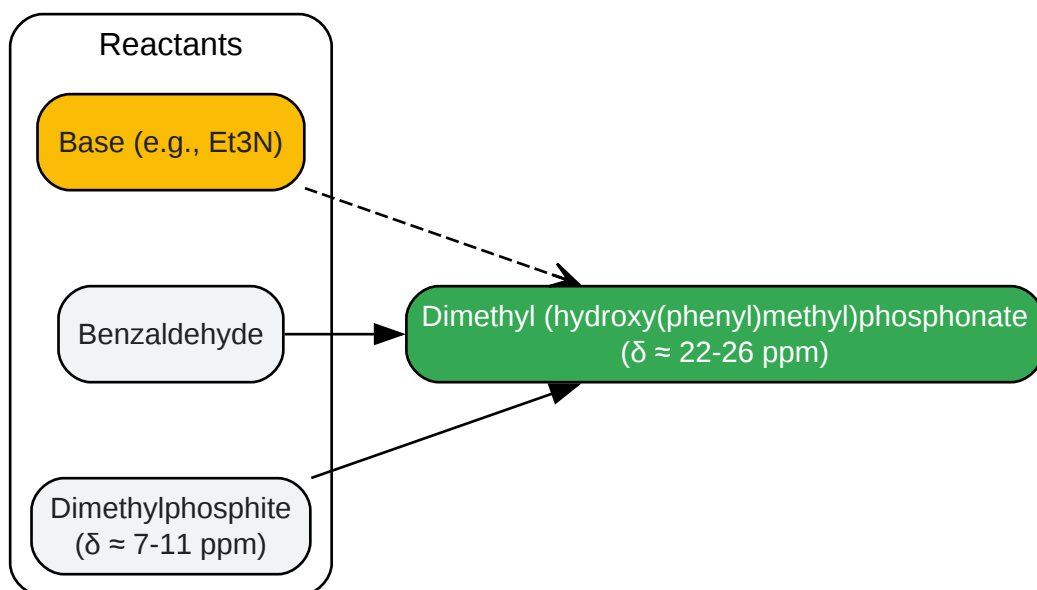 Reactants
Base (e.g., Et3N)
Benzaldehyde
Dimethyl (hydroxy(phenyl)methyl)phosphonate
(δ ≈ 22-26 ppm)
Dimethylphosphite
(δ ≈ 7-11 ppm)